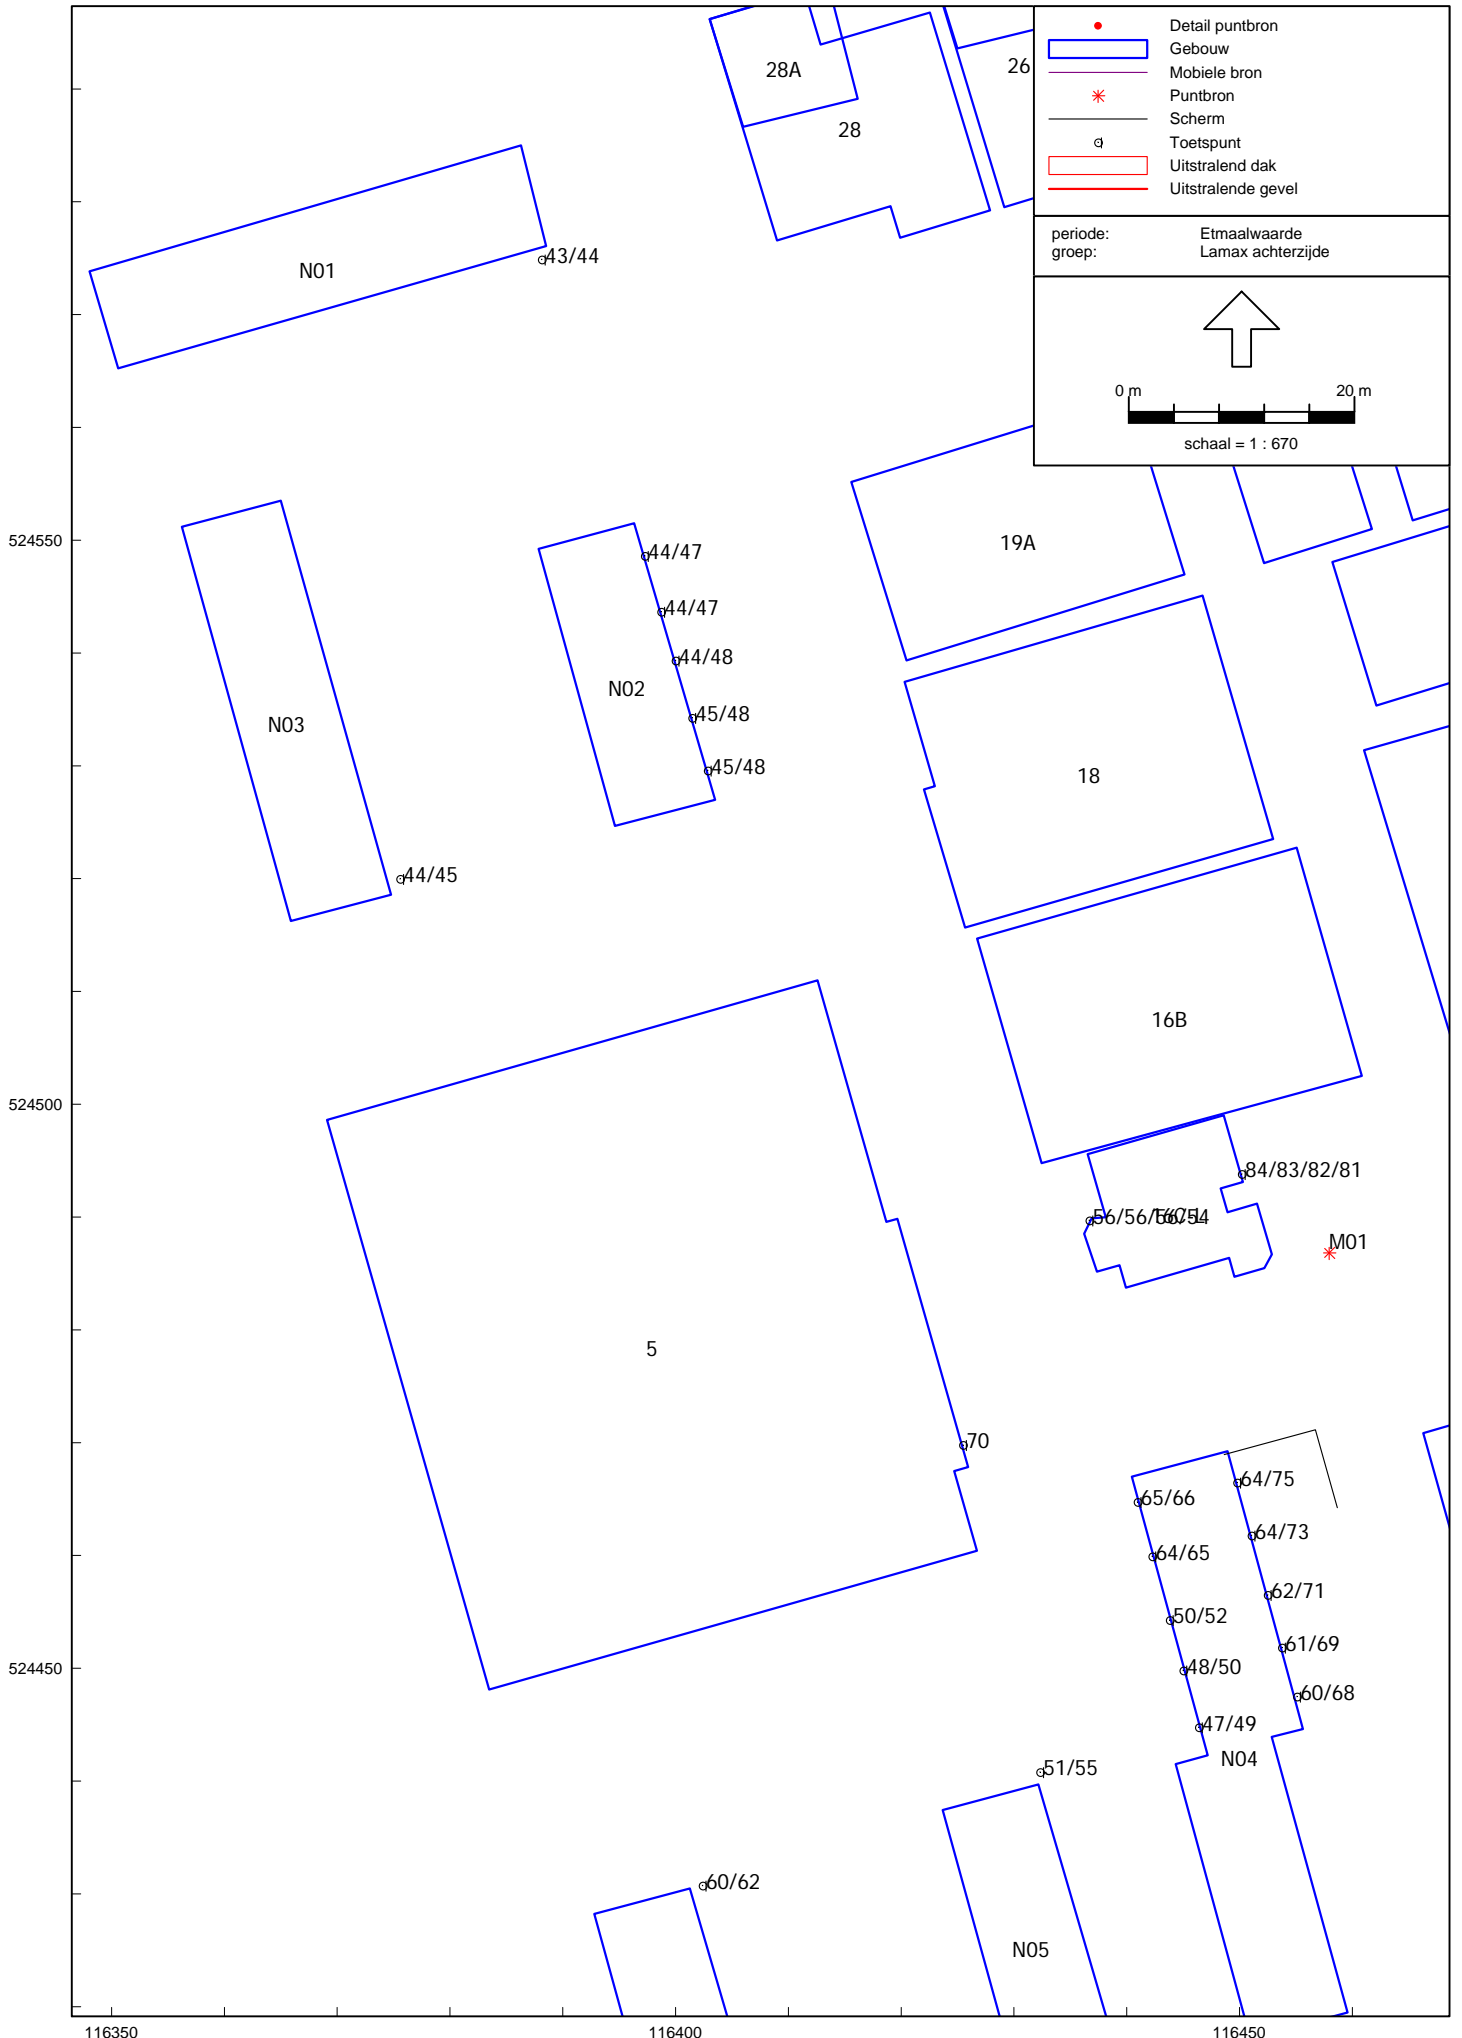 Detail puntbron
Gebouw
Mobiele bron
Puntbron
Scherm
Toetspunt
Uitstralend dak
Uitstralende gevel
periode: Etmaalwaarde
groep: Lamax achterzijde
0 m 20 m
schaal = 1 : 670
28A
26
28
43/44
N01
524550
19A
44/47
44/47
44/48
N02
45/48
N03
45/48
18
44/45
16B
524500
84/83/82/81
56/56/56/54
M01
5
70
64/75
65/66
64/73
64/65
62/71
50/52
61/69
524450
48/50
60/68
47/49
N04
51/55
60/62
N05
116350 116400 116450